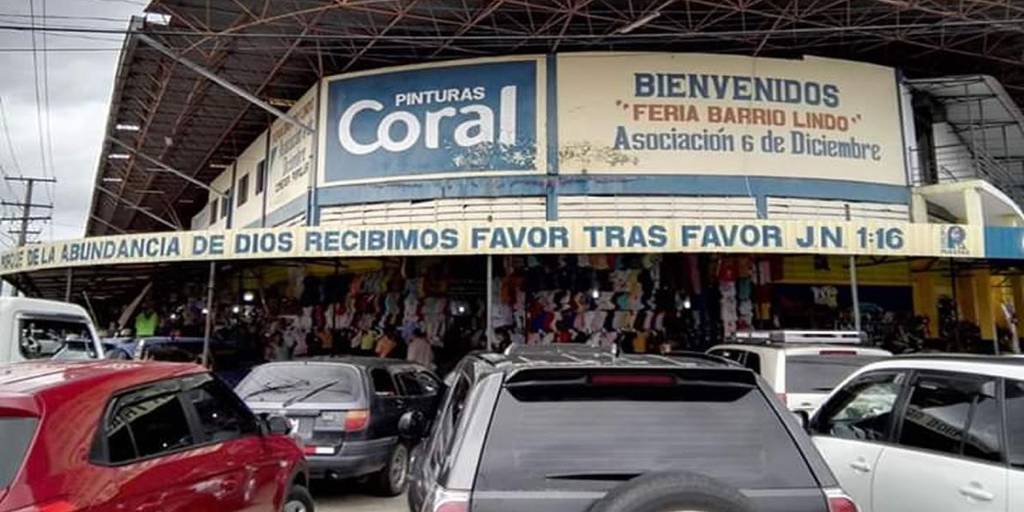 PINTURAS
Coral
BIENVENIDOS
"FERIA BARRIO LINDO"
Asociación 6 de Diciembre
DE LA ABUNDANCIA DE DIOS RECIBIMOS FAVOR TRAS FAVOR J.N 1:16